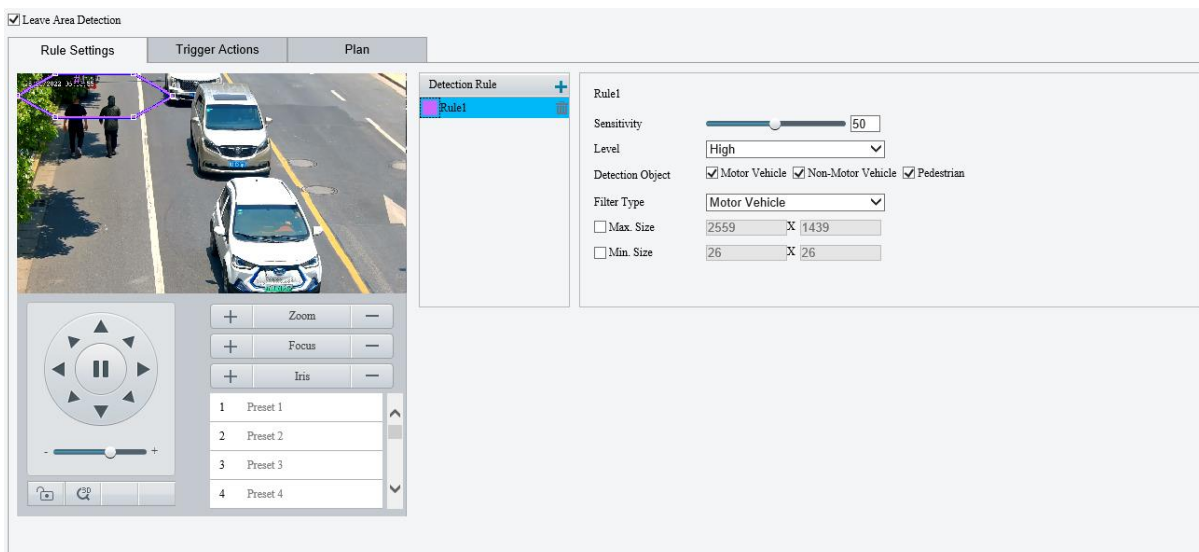 Leave Area Detection
Rule Settings
Trigger Actions
Plan
Detection Rule
Rule1
Rule1
Sensitivity
50
Level
High
Detection Object
Motor Vehicle Non-Motor Vehicle Pedestrian
Filter Type
Motor Vehicle
Max. Size
2559 X 1439
Min. Size
26 X 26
+ Zoom −
+ Focus −
+ Iris −
- +
3D
1 Preset 1
2 Preset 2
3 Preset 3
4 Preset 4